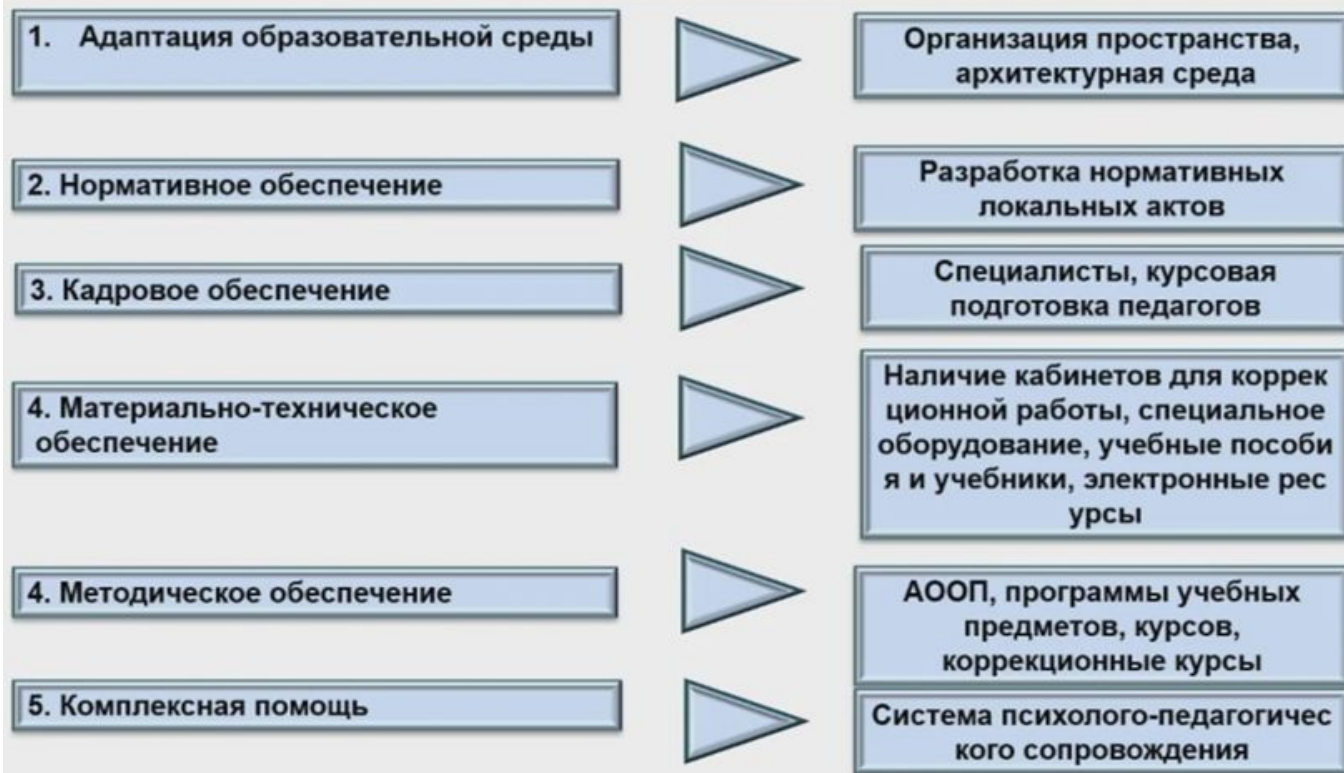 1. Адаптация образовательной среды
Организация пространства,
архитектурная среда
2. Нормативное обеспечение
Разработка нормативных
локальных актов
3. Кадровое обеспечение
Специалисты, курсовая
подготовка педагогов
4. Материально-техническое
обеспечение
Наличие кабинетов для коррек
ционной работы, специальное
оборудование, учебные пособи
я и учебники, электронные рес
урсы
4. Методическое обеспечение
АООП, программы учебных
предметов, курсов,
коррекционные курсы
5. Комплексная помощь
Система психолого-педагогичес
кого сопровождения